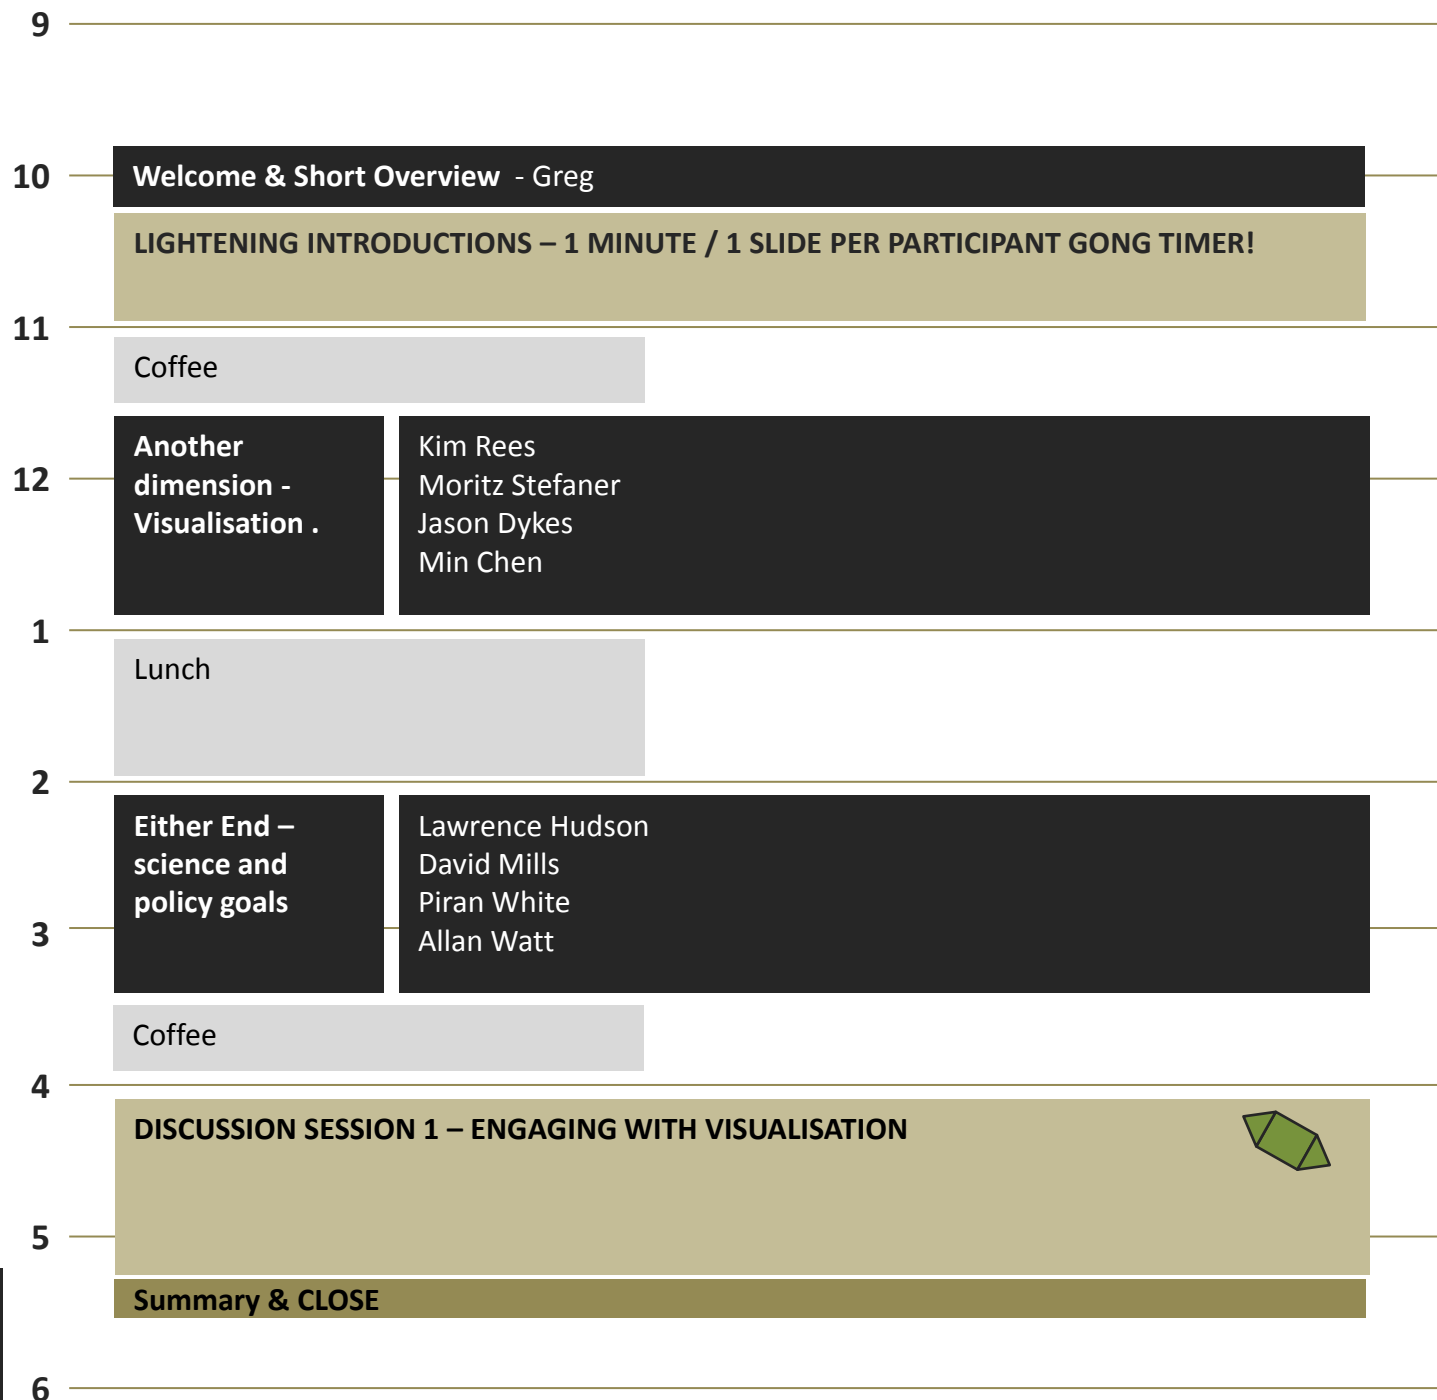 9
10
Welcome & Short Overview - Greg
LIGHTENING INTRODUCTIONS – 1 MINUTE / 1 SLIDE PER PARTICIPANT GONG TIMER!
11
Coffee
Another
dimension -
Visualisation .
Kim Rees
Moritz Stefaner
Jason Dykes
Min Chen
12
1
Lunch
2
Either End –
science and
policy goals
Lawrence Hudson
David Mills
Piran White
Allan Watt
3
Coffee
4
DISCUSSION SESSION 1 – ENGAGING WITH VISUALISATION
5
Summary & CLOSE
6